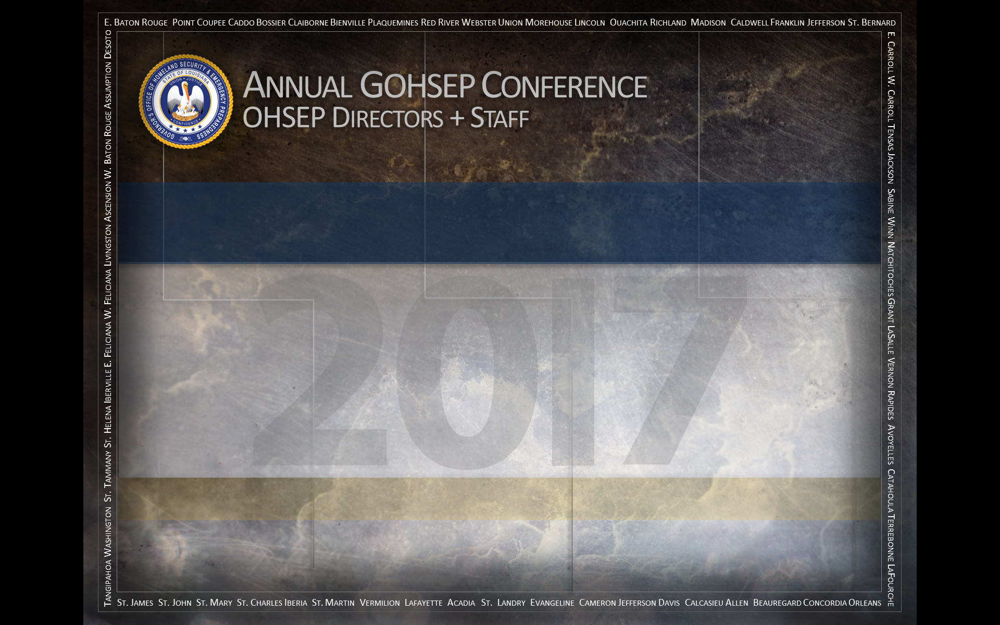 E. Baton Rouge Point Coupee Caddo Bossier Claiborne Bienville Plaquemines Red River Webster Union Morehouse Lincoln Ouachita Richland Madison Caldwell Franklin Jefferson St. Bernard
Tangipahoa Washington St. Tammany St. Helena Iberville E. Feliciana W. Feliciana Livingston Ascension W. Baton Rouge Assumption Desoto
GOVERNOR'S OFFICE OF HOMELAND SECURITY & EMERGENCY PREPAREDNESS
STATE OF LOUISIANA
UNION • JUSTICE
• CONFIDENCE •
Annual GOHSEP Conference
OHSEP Directors + Staff
2017
E. Carroll W. Carroll Tensas Jackson Sabine Winn Natchitoches Grant LaSalle Vernon Rapides Avoyelles Catahoula Terrebonne LaFourche
St. James St. John St. Mary St. Charles Iberia St. Martin Vermilion Lafayette Acadia St. Landry Evangeline Cameron Jefferson Davis Calcasieu Allen Beauregard Concordia Orleans